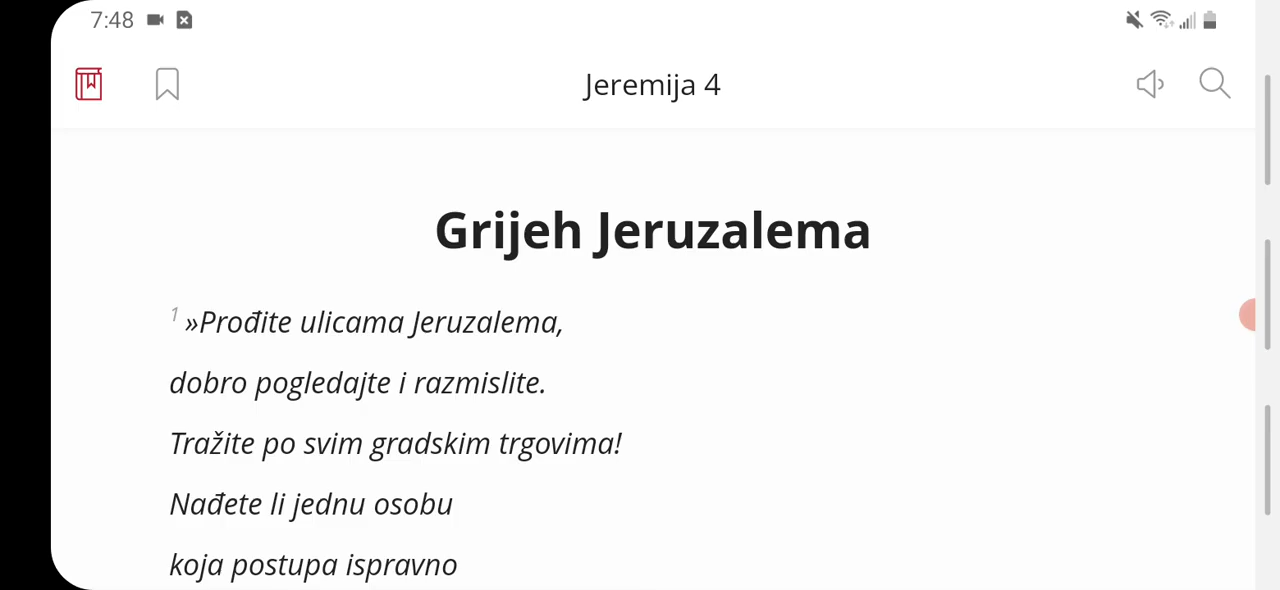 7:48
Jeremija 4
Grijeh Jeruzalema
1 »Prođite ulicama Jeruzalema,
dobro pogledajte i razmislite.
Tražite po svim gradskim trgovima!
Nađete li jednu osobu
koja postupa ispravno